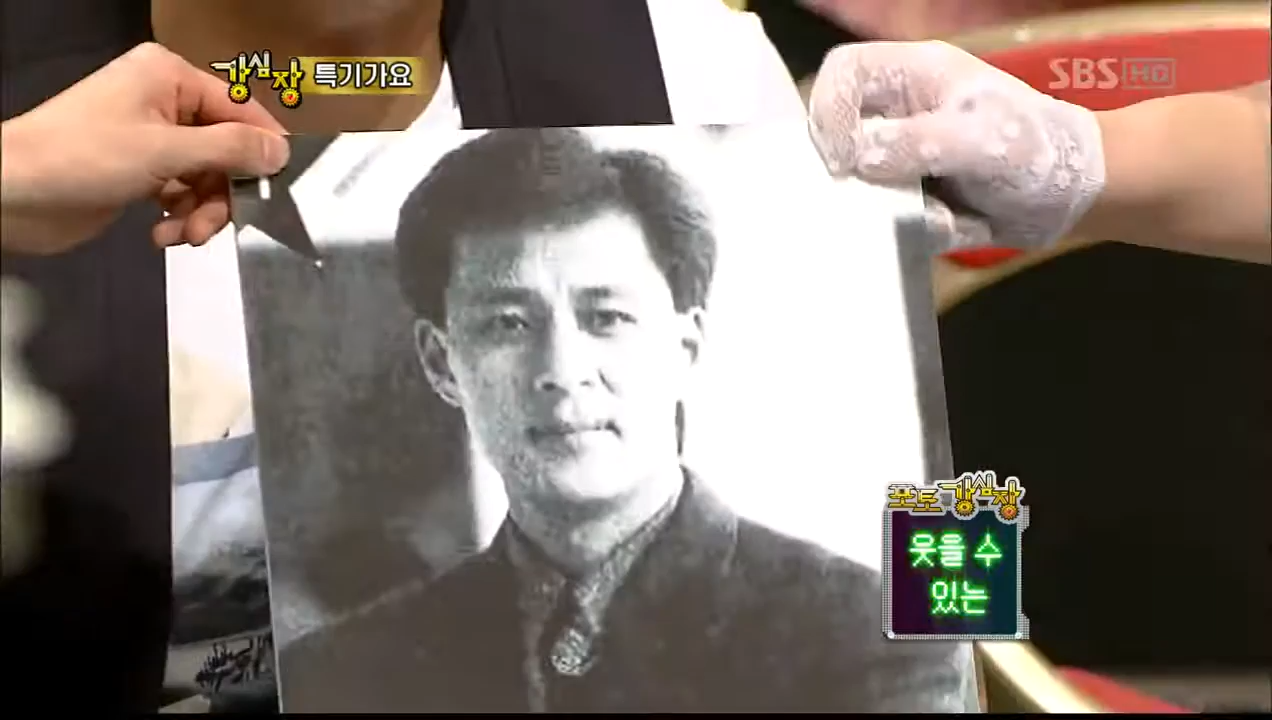 강심장 특기가요
SBS HD
포토 강심장
웃을 수
있는